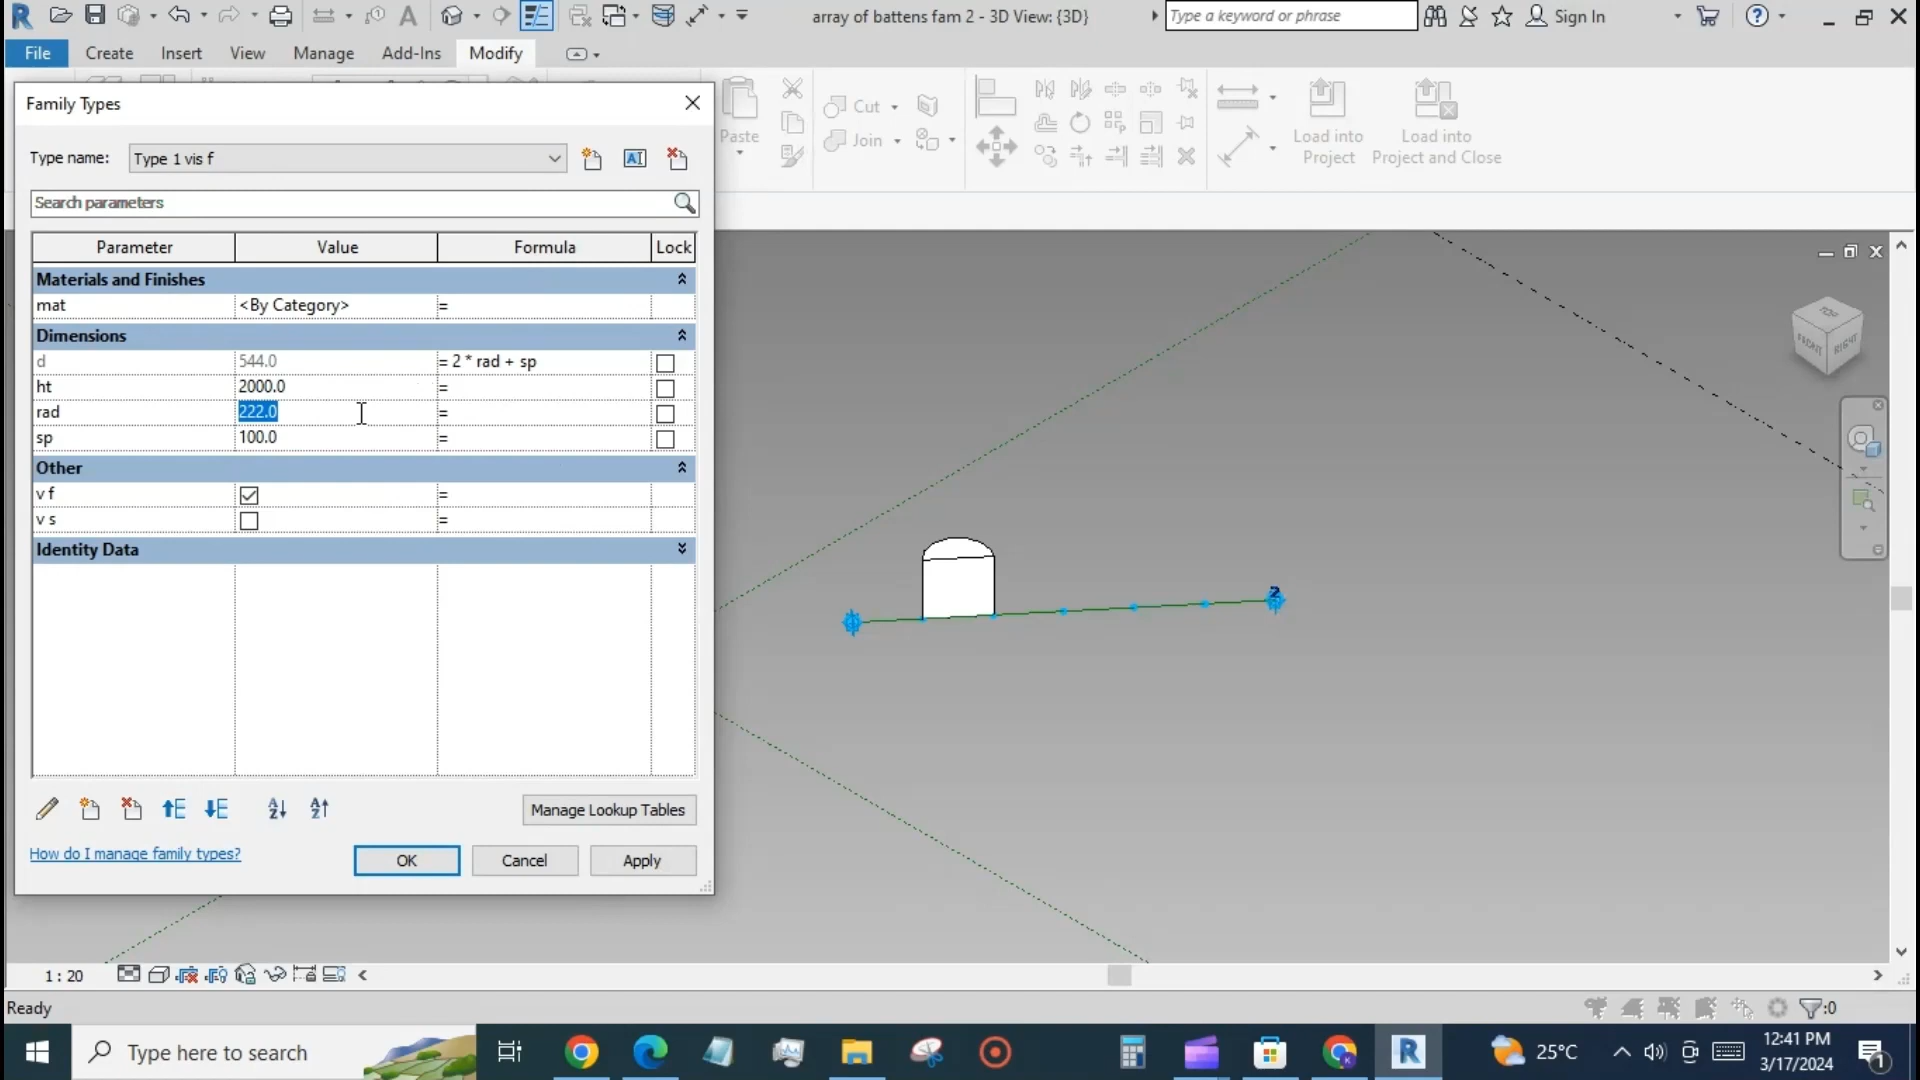 array of battens fam 2 - 3D View: {3D}
Type a keyword or phrase
Sign In
File Create Insert View Manage Add-Ins Modify
Family Types
Type name: Type 1 vis f
Search parameters
Parameter Value Formula Lock
Materials and Finishes
mat <By Category> =
Dimensions
d 544.0 = 2 * rad + sp
ht 2000.0 =
rad 222.0 =
sp 100.0 =
Other
v f =
v s =
Identity Data
Manage Lookup Tables
How do I manage family types?
OK Cancel Apply
Paste
Cut
Join
Load into Project
Load into Project and Close
TOP
FRONT RIGHT
2
1 : 20
Ready
:0
Type here to search
25°C
12:41 PM
3/17/2024
1